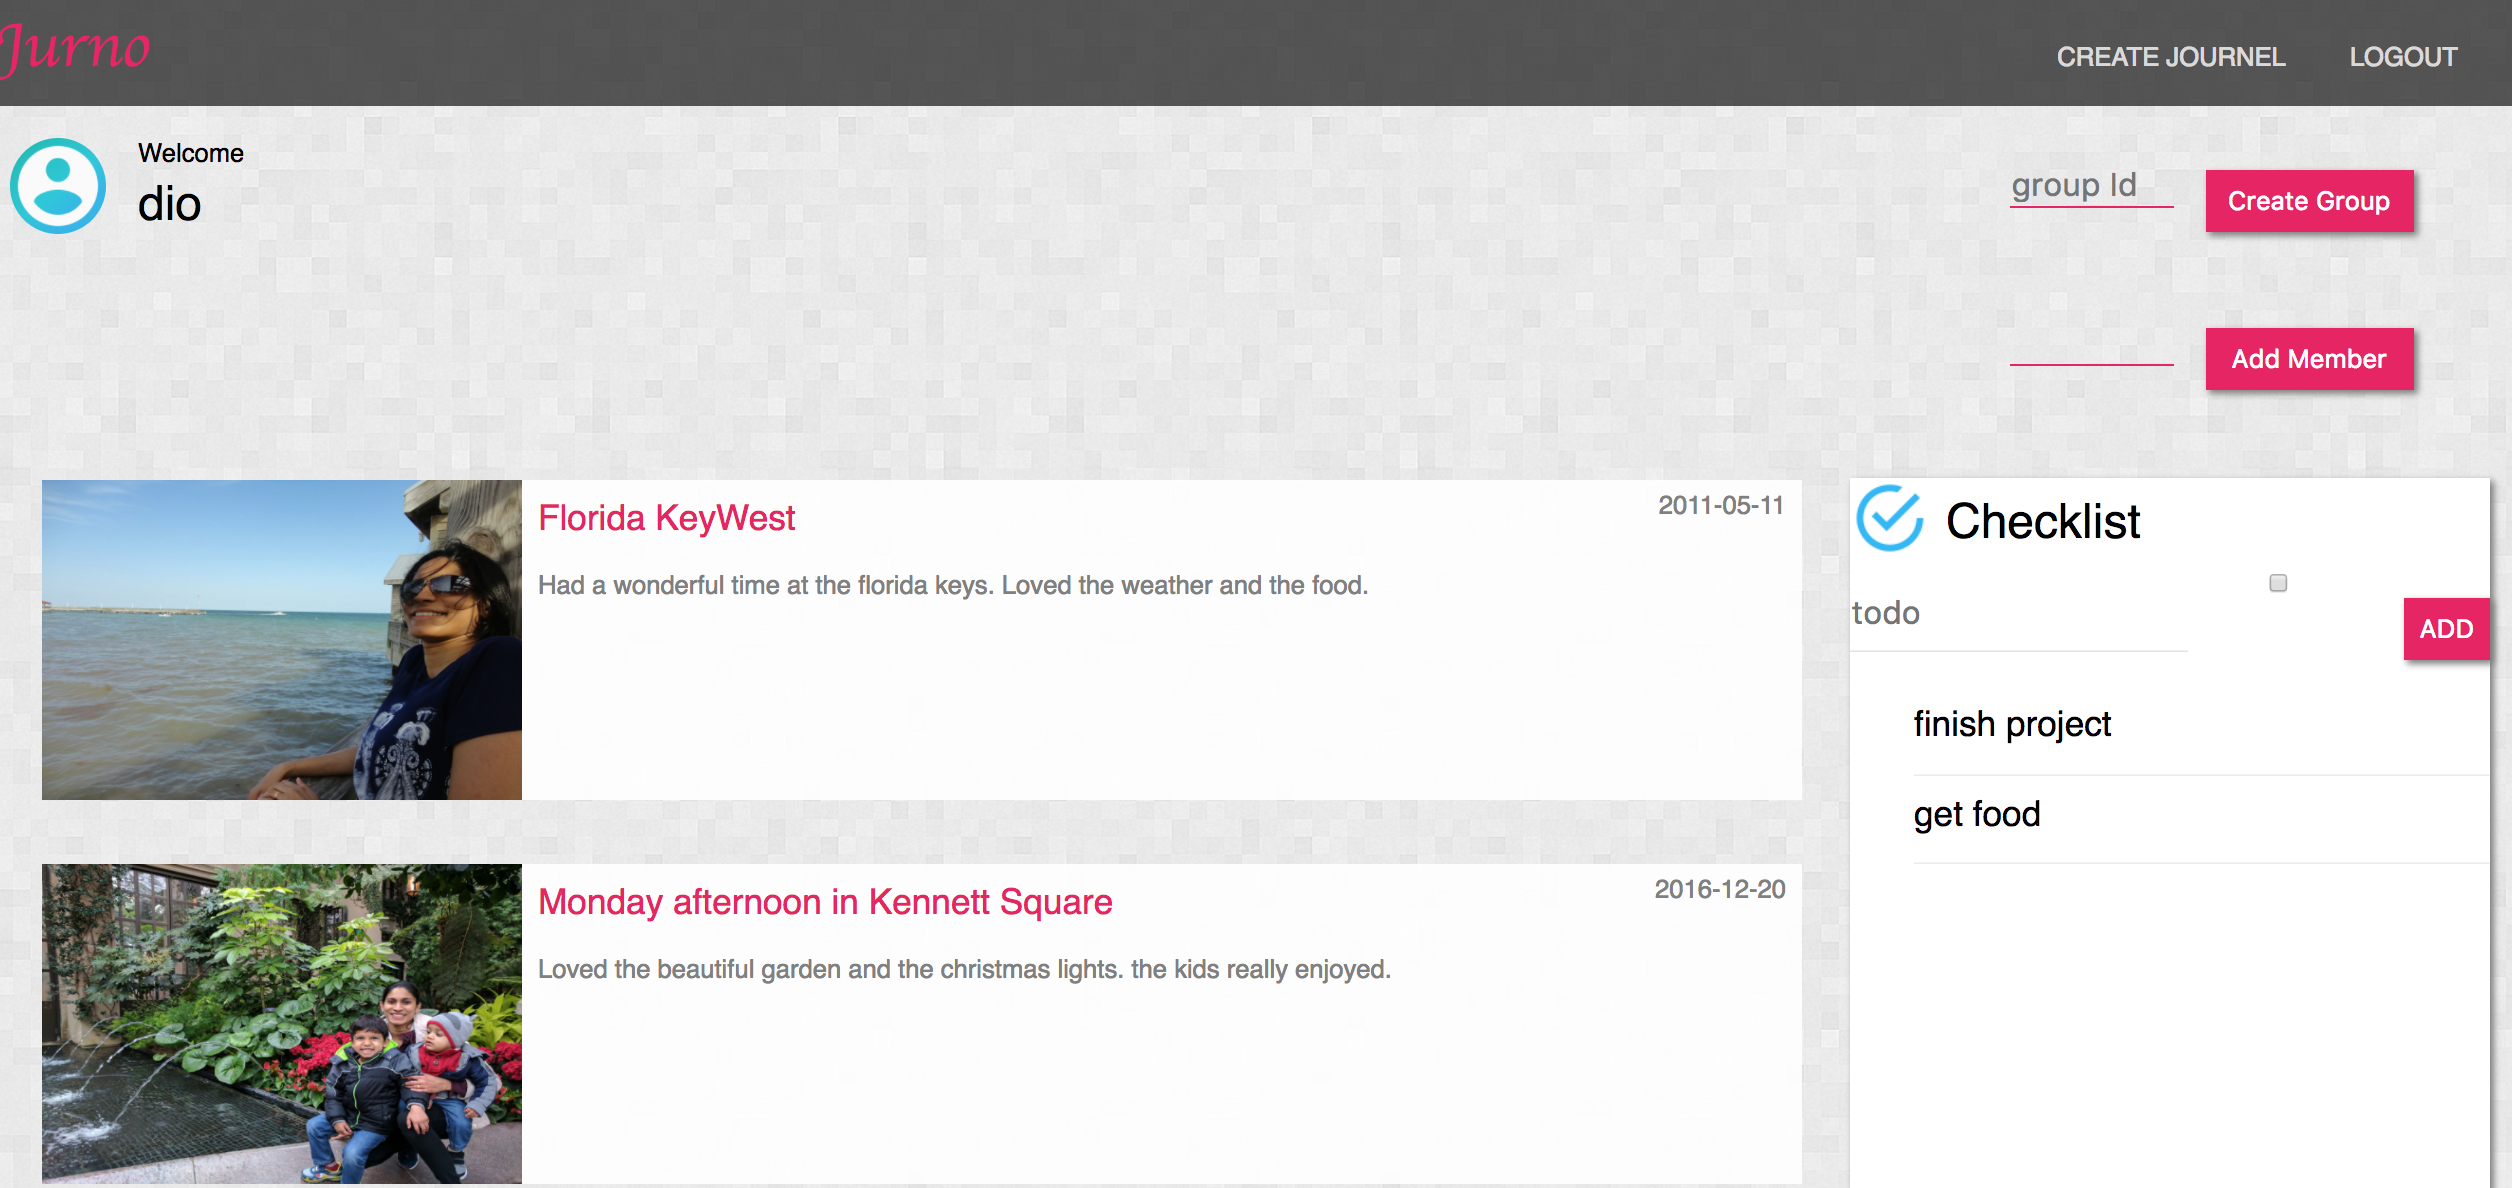 Jurno
CREATE JOURNEL
LOGOUT
Welcome
dio
group Id
Create Group
Add Member
Florida KeyWest
2011-05-11
Had a wonderful time at the florida keys. Loved the weather and the food.
Monday afternoon in Kennett Square
2016-12-20
Loved the beautiful garden and the christmas lights. the kids really enjoyed.
Checklist
todo
ADD
finish project
get food